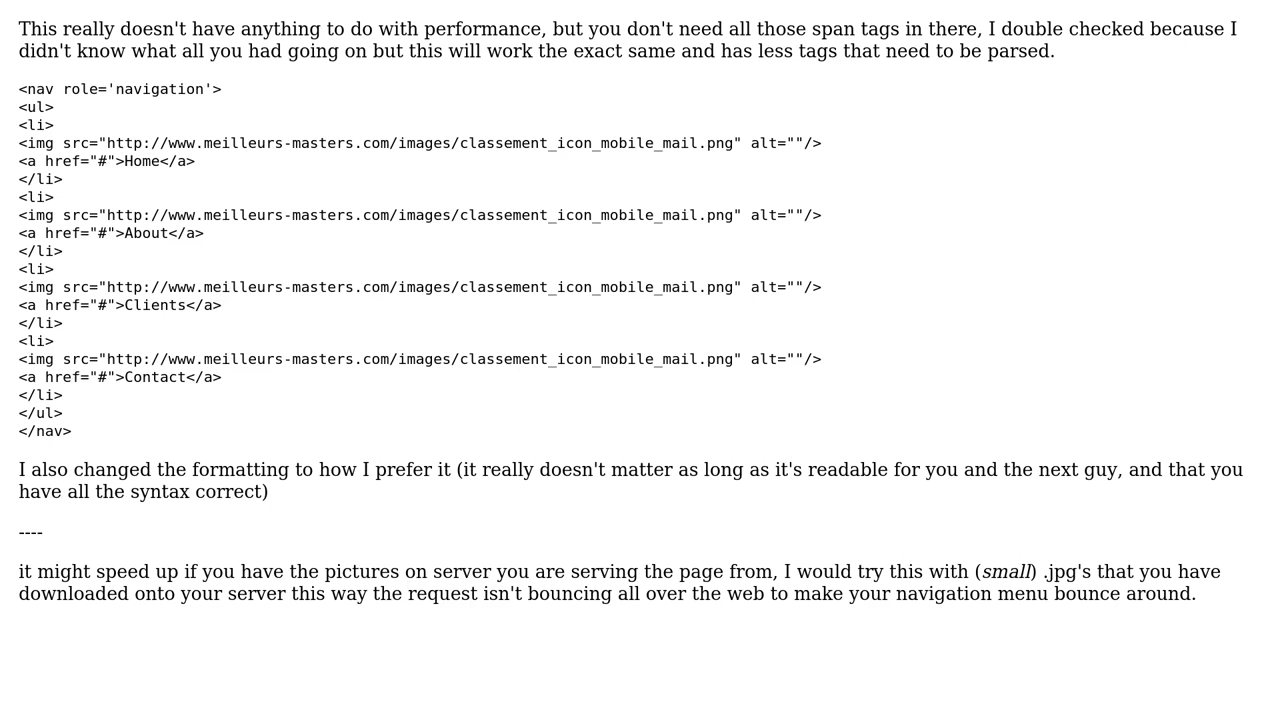 This really doesn't have anything to do with performance, but you don't need all those span tags in there, I double checked because I
didn't know what all you had going on but this will work the exact same and has less tags that need to be parsed.
<nav role='navigation'>
<ul>
<li>
<img src="http://www.meilleurs-masters.com/images/classement_icon_mobile_mail.png" alt=""/>
<a href="#">Home</a>
</li>
<li>
<img src="http://www.meilleurs-masters.com/images/classement_icon_mobile_mail.png" alt=""/>
<a href="#">About</a>
</li>
<li>
<img src="http://www.meilleurs-masters.com/images/classement_icon_mobile_mail.png" alt=""/>
<a href="#">Clients</a>
</li>
<li>
<img src="http://www.meilleurs-masters.com/images/classement_icon_mobile_mail.png" alt=""/>
<a href="#">Contact</a>
</li>
</ul>
</nav>
I also changed the formatting to how I prefer it (it really doesn't matter as long as it's readable for you and the next guy, and that you
have all the syntax correct)
----
it might speed up if you have the pictures on server you are serving the page from, I would try this with (small) .jpg's that you have
downloaded onto your server this way the request isn't bouncing all over the web to make your navigation menu bounce around.